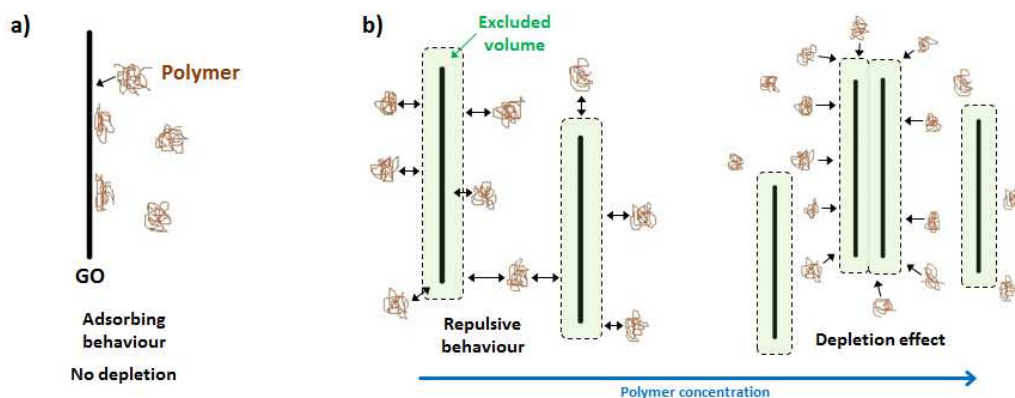 a)
Polymer
GO
Adsorbing
behaviour
No depletion
b)
Excluded
volume
Repulsive
behaviour
Depletion effect
Polymer concentration